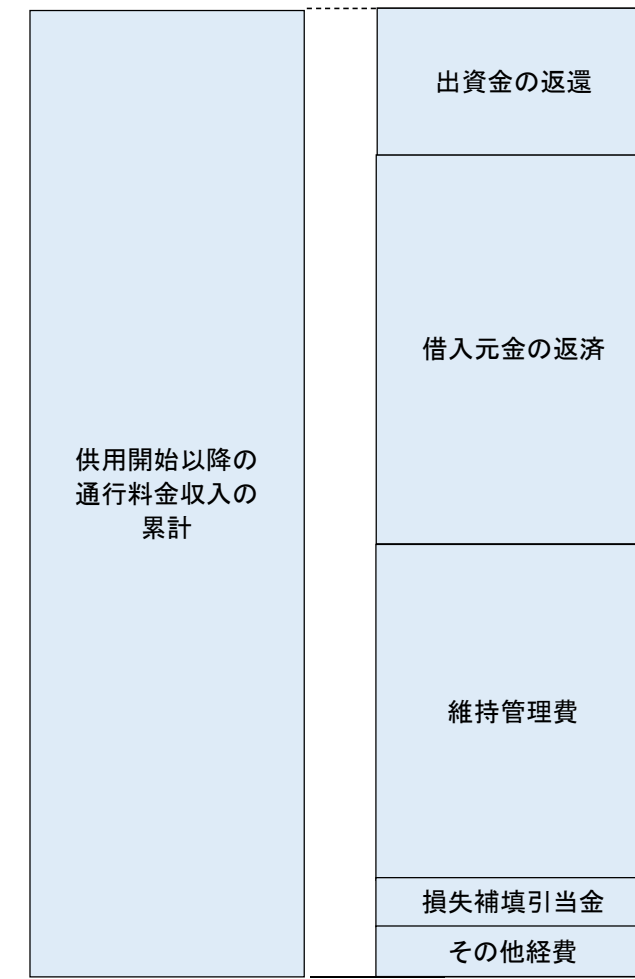 供用開始以降の
通行料金収入の
累計
出資金の返還
借入元金の返済
維持管理費
損失補填引当金
その他経費